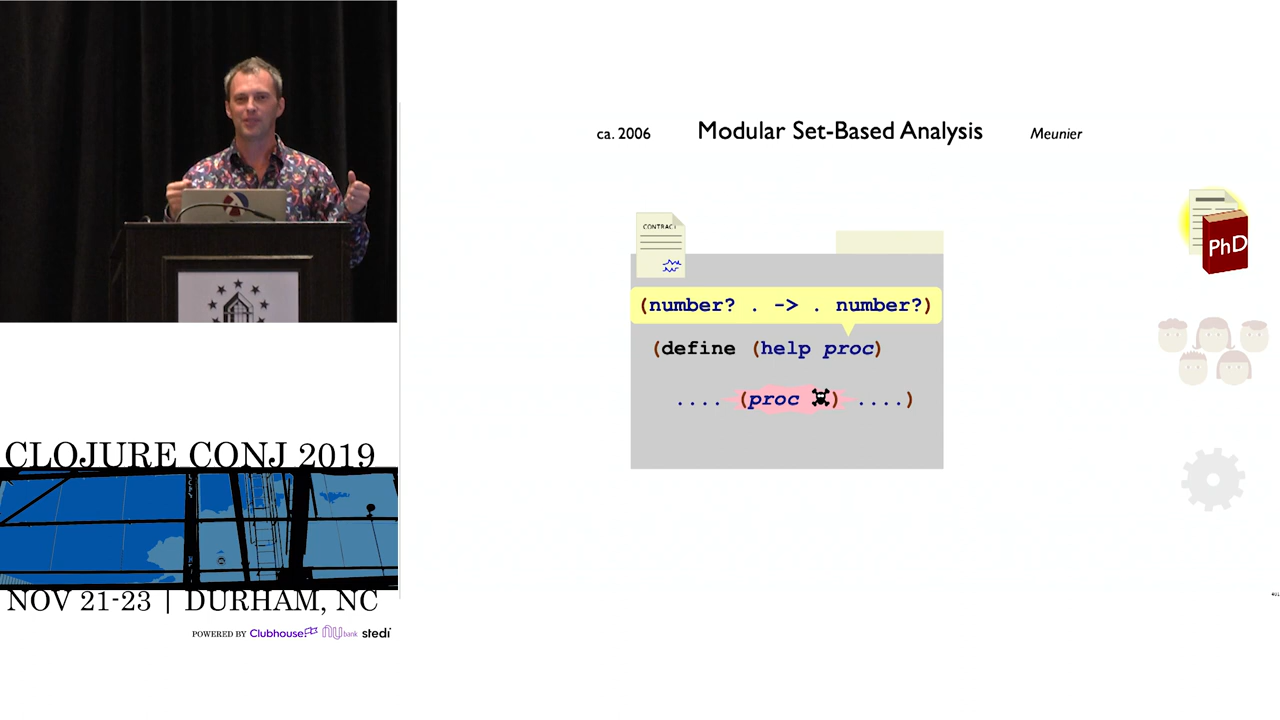 ca. 2006 Modular Set-Based Analysis Meunier
CONTRACT
(number? . -> . number?)
(define (help proc)
.... (proc ☠) ....)
PhD
CLOJURE CONJ 2019
NOV 21-23 | DURHAM, NC
POWERED BY Clubhouse. nubank stedi